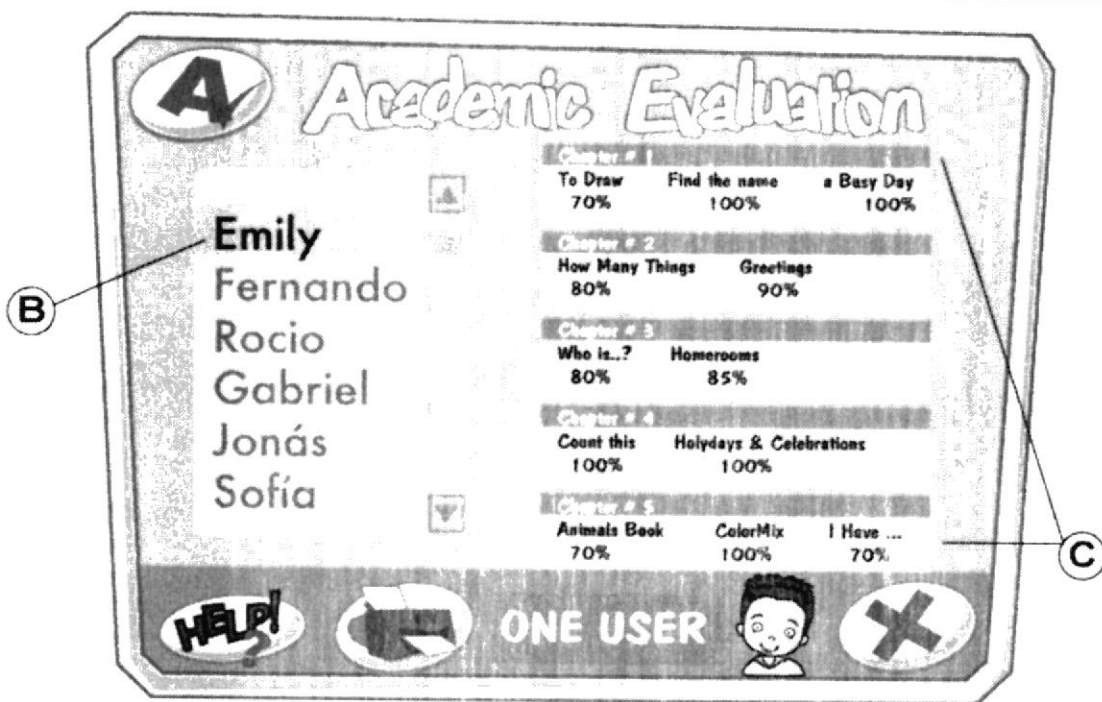 A
Academic Evaluation
B
Emily
Fernando
Rocio
Gabriel
Jonás
Sofía
Chapter # 1
To Draw Find the name a Busy Day
70% 100% 100%
Chapter # 2
How Many Things Greetings
80% 90%
Chapter # 3
Who is..? Homerooms
80% 85%
Chapter # 4
Count this Holydays & Celebrations
100% 100%
Chapter # 5
Animals Book ColorMix I Have ...
70% 100% 70%
C
HELP!
?
ONE USER